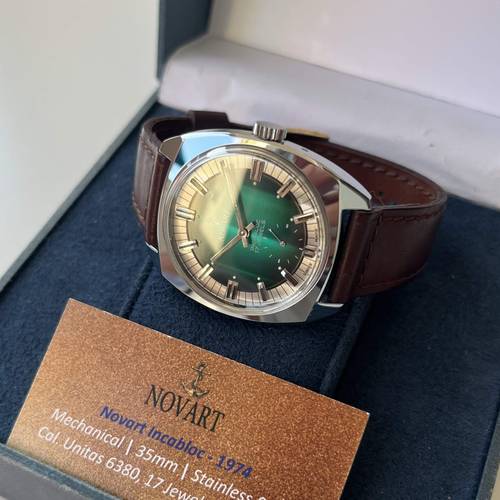 NOVART
Novart Incabloc - 1974
Mechanical | 35mm | Stainless
Cal. Unitas 6380, 17 Jewel